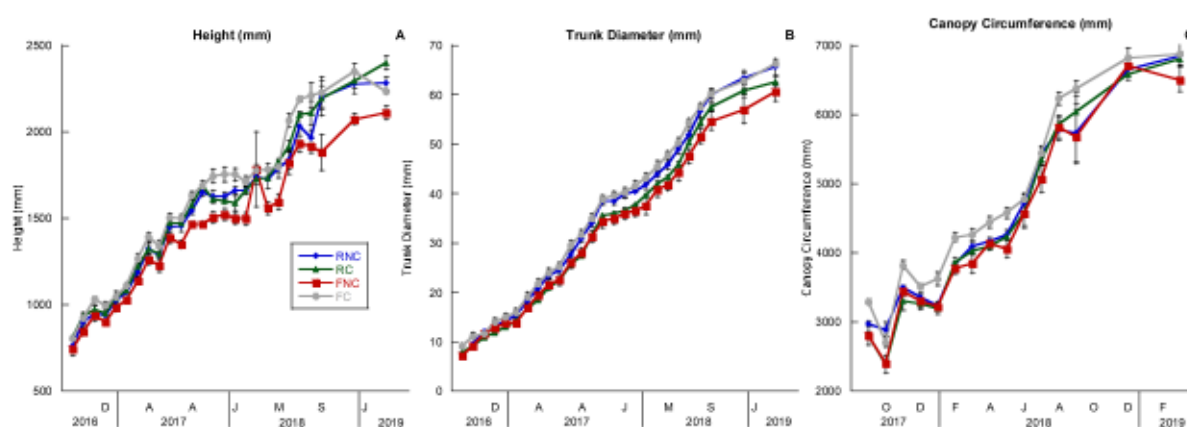 Height (mm) A
2500
2000
1500
1000
500
Height (mm)
RNC
RC
FNC
FC
D A A J M S J
2016 2017 2018 2019
Trunk Diameter (mm) B
70
60
50
40
30
20
10
0
Trunk Diameter (mm)
D A A J M S J
2016 2017 2018 2019
Canopy Circumference (mm)
7000
6000
5000
4000
3000
2000
Canopy Circumference (mm)
O D F A J A O D F
2017 2018 2019